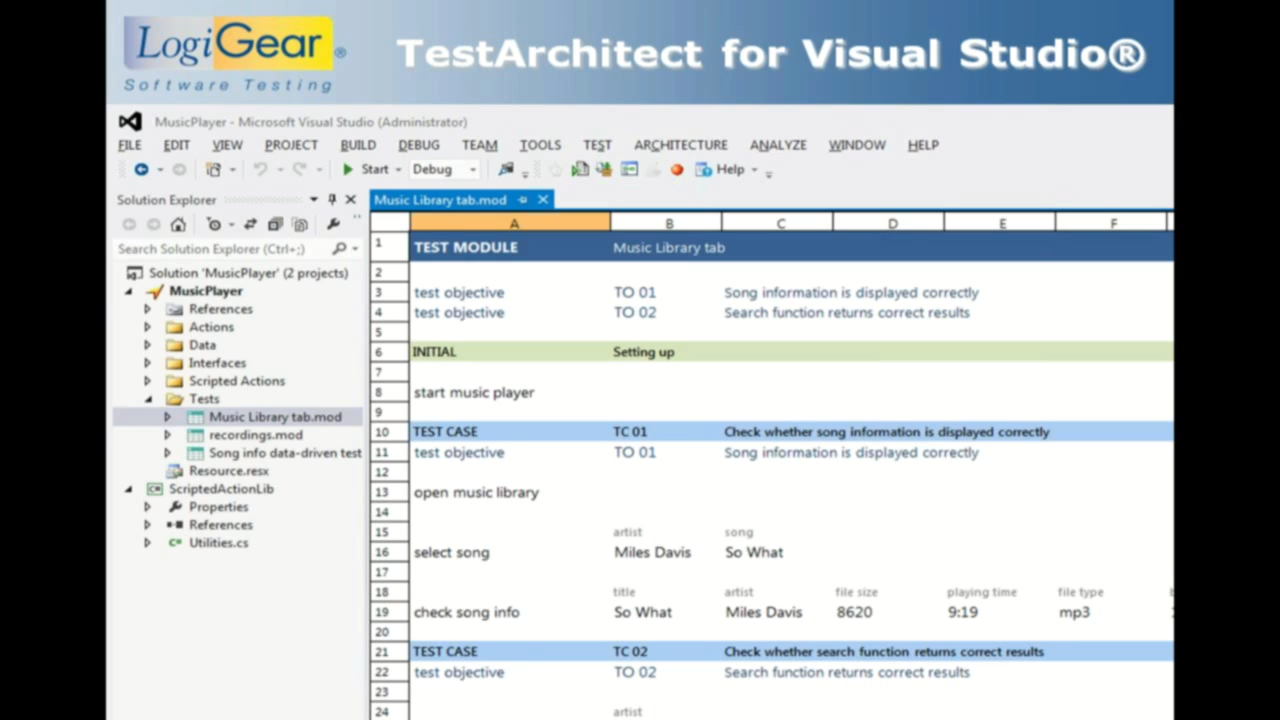 LogiGear®
Software Testing
TestArchitect for Visual Studio®
MusicPlayer - Microsoft Visual Studio (Administrator)
FILE EDIT VIEW PROJECT BUILD DEBUG TEAM TOOLS TEST ARCHITECTURE ANALYZE WINDOW HELP
Start Debug Help
Solution Explorer
Search Solution Explorer (Ctrl+;)
Solution 'MusicPlayer' (2 projects)
MusicPlayer
References
Actions
Data
Interfaces
Scripted Actions
Tests
Music Library tab.mod
recordings.mod
Song info data-driven test
Resource.resx
ScriptedActionLib
Properties
References
Utilities.cs
Music Library tab.mod
A B C D E F
1 TEST MODULE Music Library tab
2
3 test objective TO 01 Song information is displayed correctly
4 test objective TO 02 Search function returns correct results
5
6 INITIAL Setting up
7
8 start music player
9
10 TEST CASE TC 01 Check whether song information is displayed correctly
11 test objective TO 01 Song information is displayed correctly
12
13 open music library
14
15 artist song
16 select song Miles Davis So What
17
18 title artist file size playing time file type
19 check song info So What Miles Davis 8620 9:19 mp3
20
21 TEST CASE TC 02 Check whether search function returns correct results
22 test objective TO 02 Search function returns correct results
23
24 artist